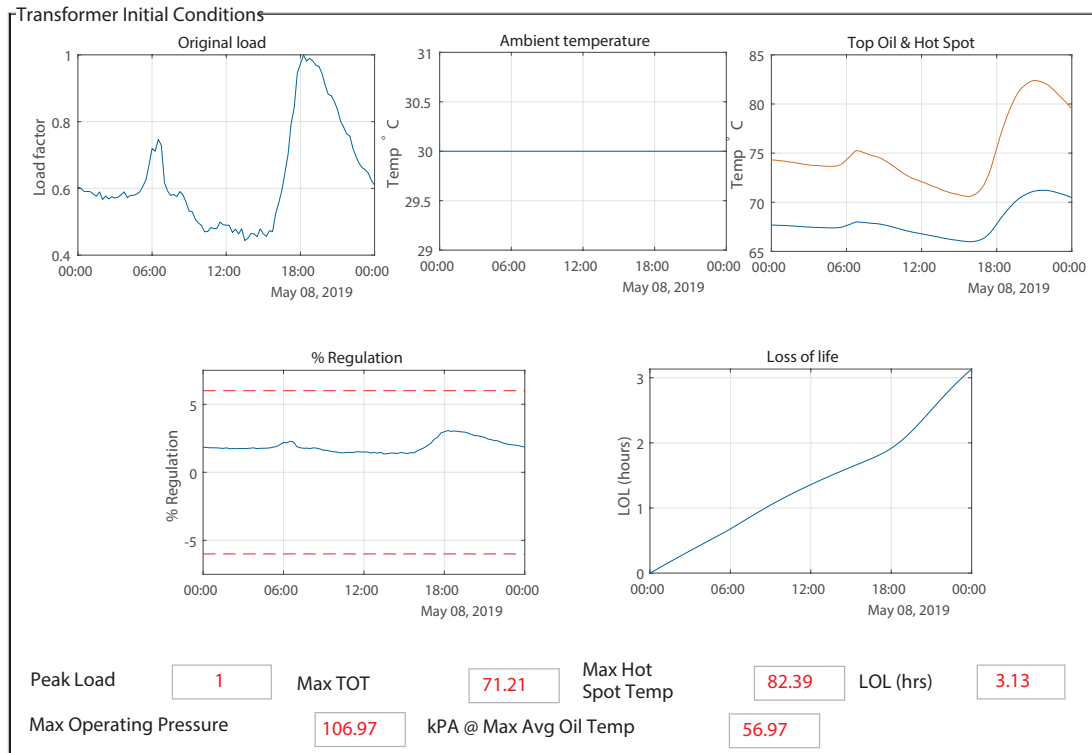 Transformer Initial Conditions
Original load
Ambient temperature
Top Oil & Hot Spot
Load factor
1
0.8
0.6
0.4
00:00 06:00 12:00 18:00 00:00
May 08, 2019
Temp ° C
31
30.5
30
29.5
29
00:00 06:00 12:00 18:00 00:00
May 08, 2019
Temp ° C
85
80
75
70
65
00:00 06:00 12:00 18:00 00:00
May 08, 2019
% Regulation
% Regulation
5
0
-5
00:00 06:00 12:00 18:00 00:00
May 08, 2019
Loss of life
LOL (hours)
3
2
1
0
00:00 06:00 12:00 18:00 00:00
May 08, 2019
Peak Load 1 Max TOT 71.21 Max Hot
Spot Temp 82.39 LOL (hrs) 3.13
Max Operating Pressure 106.97 kPA @ Max Avg Oil Temp 56.97